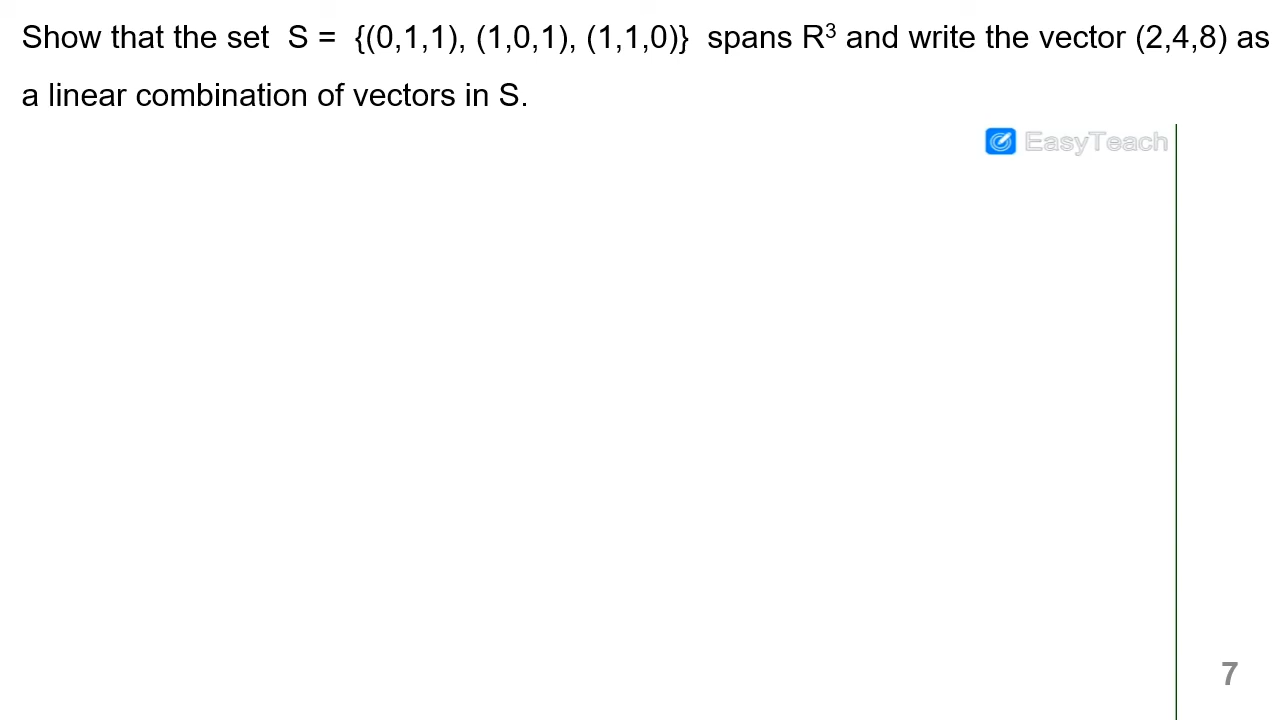 Show that the set S = {(0,1,1), (1,0,1), (1,1,0)} spans R³ and write the vector (2,4,8) as
a linear combination of vectors in S.
EasyTeach
7